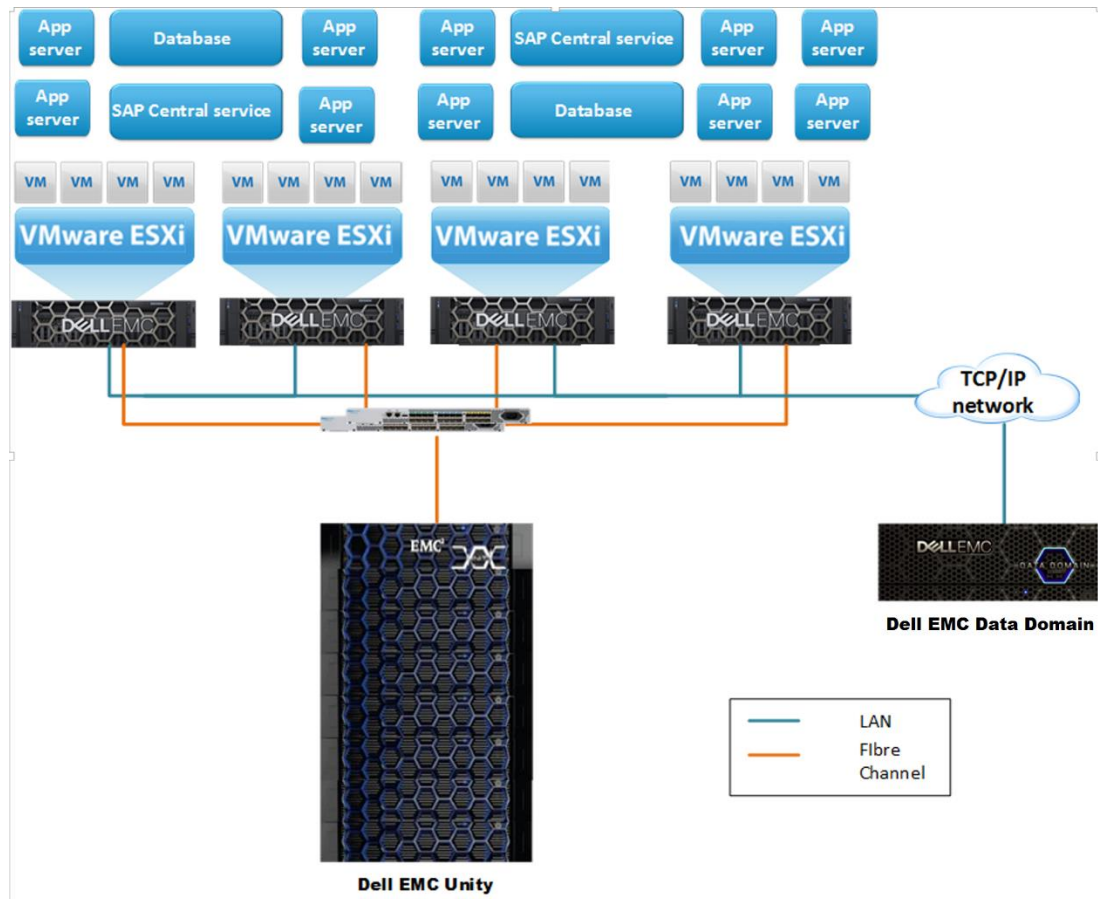 App server
Database
App server
App server
SAP Central service
App server
App server
App server
SAP Central service
App server
App server
Database
App server
App server
VM VM VM VM
VM VM VM VM
VM VM VM VM
VM VM VM VM
VMware ESXi
VMware ESXi
VMware ESXi
VMware ESXi
DELLEMC
DELLEMC
DELLEMC
DELLEMC
TCP/IP
network
EMC²
DELLEMC
DATA DOMAIN
Dell EMC Data Domain
LAN
FIbre
Channel
Dell EMC Unity